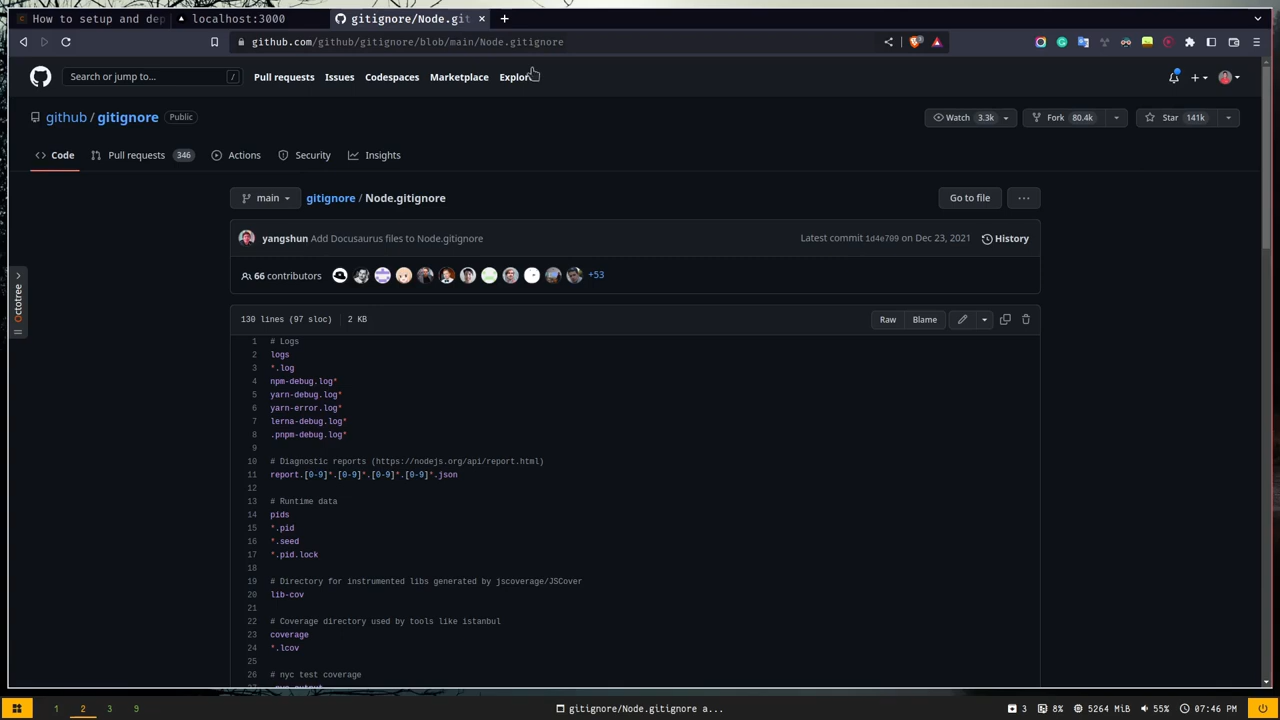 How to setup and dep
localhost:3000
gitignore/Node.git
github.com/github/gitignore/blob/main/Node.gitignore
Search or jump to...
/
Pull requests
Issues
Codespaces
Marketplace
github / gitignore
Public
Watch 3.3k
Fork 80.4k
Star 141k
Code
Pull requests 346
Actions
Security
Insights
main
gitignore / Node.gitignore
Go to file
yangshun Add Docusaurus files to Node.gitignore
Latest commit 1d4e709 on Dec 23, 2021
History
66 contributors
+53
130 lines (97 sloc)
2 KB
Raw
Blame
Octotree
1 # Logs
2 logs
3 *.log
4 npm-debug.log*
5 yarn-debug.log*
6 yarn-error.log*
7 lerna-debug.log*
8 .pnpm-debug.log*
9
10 # Diagnostic reports (https://nodejs.org/api/report.html)
11 report.[0-9]*.[0-9]*.[0-9]*.[0-9]*.json
12
13 # Runtime data
14 pids
15 *.pid
16 *.seed
17 *.pid.lock
18
19 # Directory for instrumented libs generated by jscoverage/JSCover
20 lib-cov
21
22 # Coverage directory used by tools like istanbul
23 coverage
24 *.lcov
25
26 # nyc test coverage
1
2
3
9
gitignore/Node.gitignore a...
3
8%
5264 MiB
55%
07:46 PM